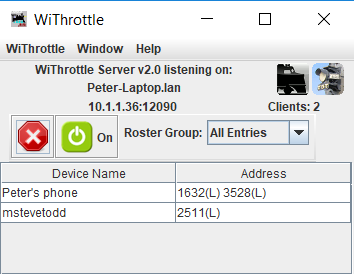 WiThrottle
WiThrottle Window Help
WiThrottle Server v2.0 listening on:
Peter-Laptop.lan
10.1.1.36:12090
Clients: 2
On
Roster Group: All Entries
Device Name Address
Peter's phone 1632(L) 3528(L)
mstevetodd 2511(L)